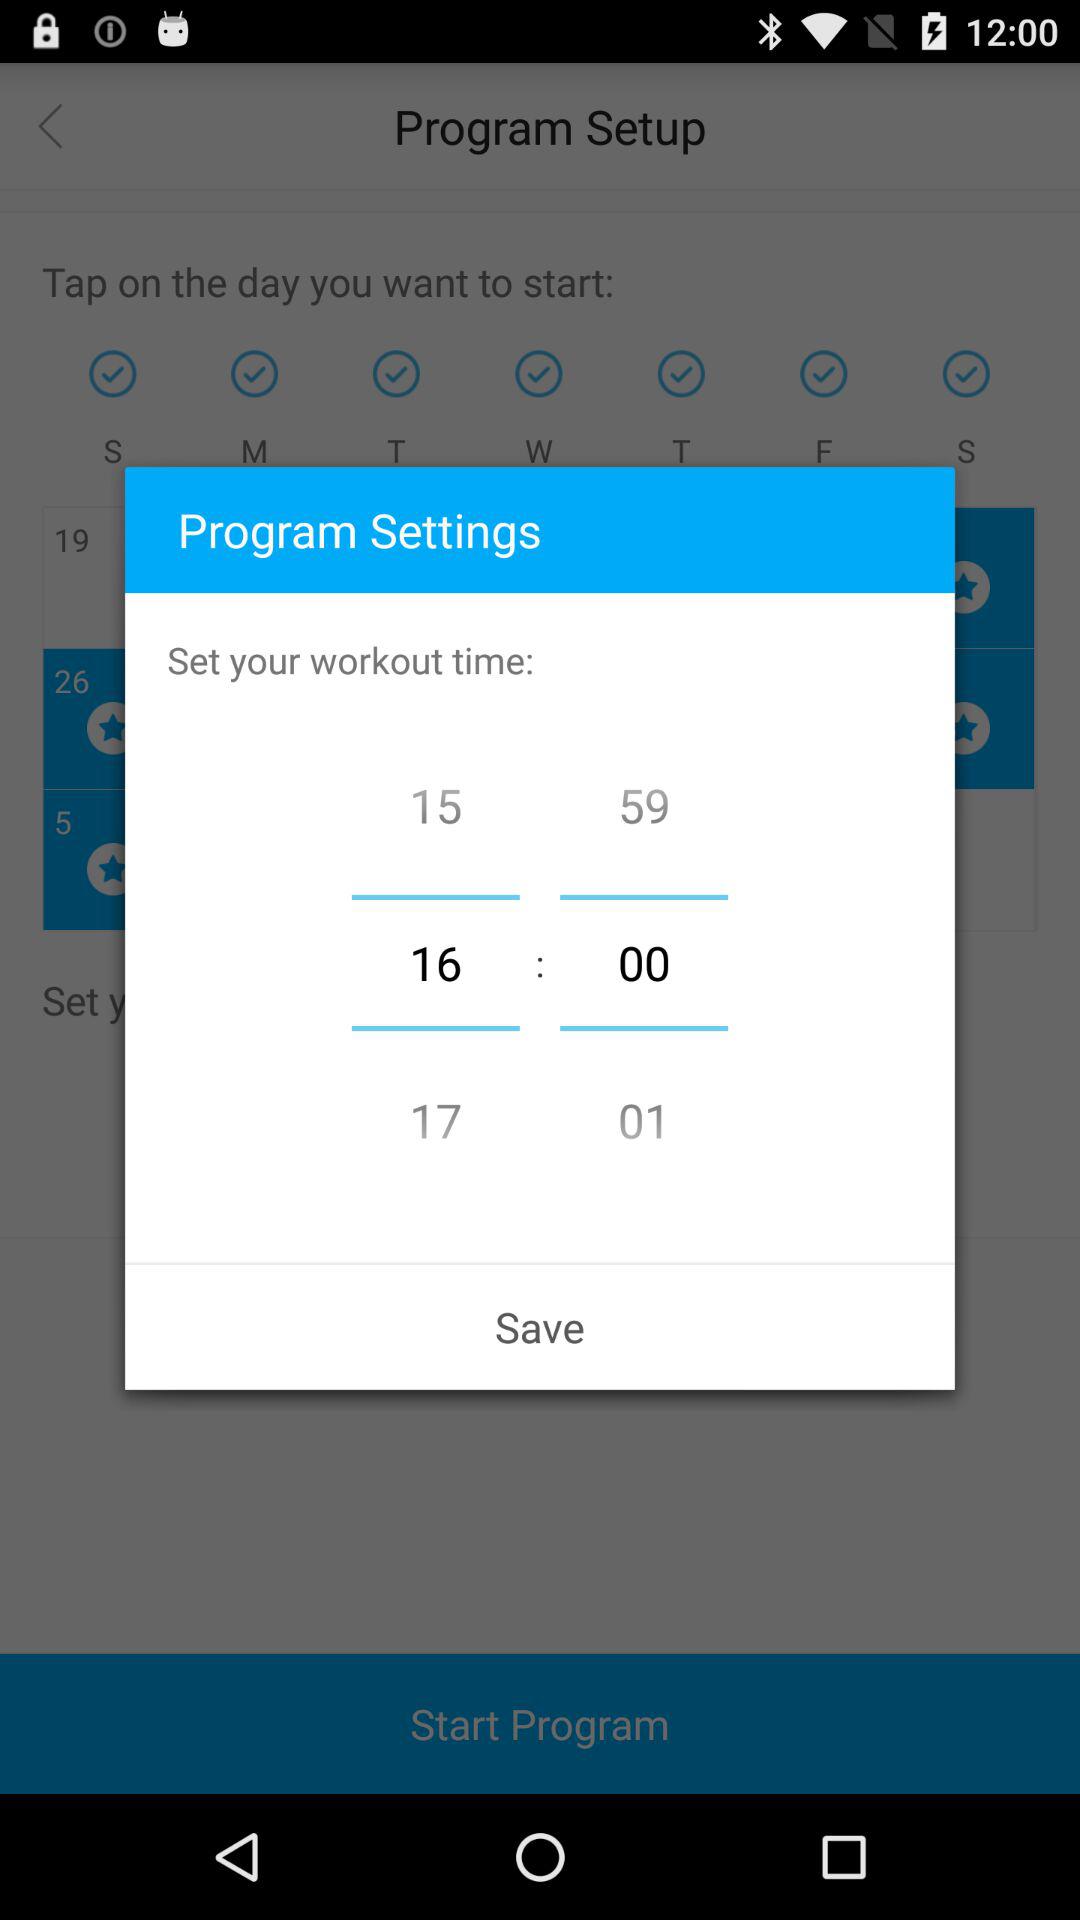 12:00
Program Setup
Tap on the day you want to start:
S M T W T F S
19
26
5
Set y
Program Settings
Set your workout time:
15 59
16 : 00
17 01
Save
Start Program